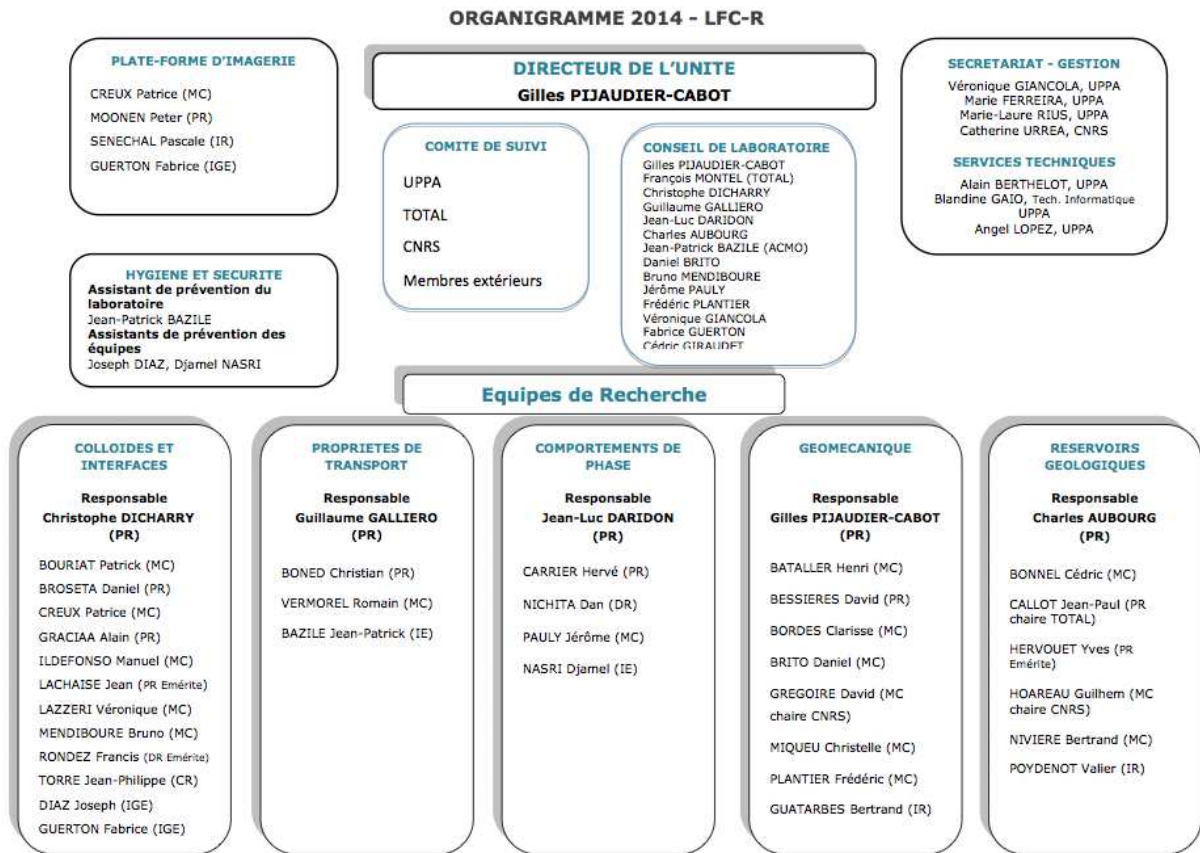 ORGANIGRAMME 2014 - LFC-R
PLATE-FORME D'IMAGERIE
CREUX Patrice (MC)
MOONEN Peter (PR)
SENECHAL Pascale (IR)
GUERTON Fabrice (IGE)
DIRECTEUR DE L'UNITE
Gilles PIJAUDIER-CABOT
SECRETARIAT - GESTION
Véronique GIANCOLA, UPPA
Marie FERREIRA, UPPA
Marie-Laure RIUS, UPPA
Catherine URREA, CNRS
SERVICES TECHNIQUES
Alain BERTHELOT, UPPA
Blandine GAIO, Tech. Informatique
UPPA
Angel LOPEZ, UPPA
COMITE DE SUIVI
UPPA
TOTAL
CNRS
Membres extérieurs
CONSEIL DE LABORATOIRE
Gilles PIJAUDIER-CABOT
François MONTEL (TOTAL)
Christophe DICHARRY
Guillaume GALLIERO
Jean-Luc DARIDON
Charles AUBOURG
Jean-Patrick BAZILE (ACMO)
Daniel BRITO
Bruno MENDIBOURE
Jérôme PAULY
Frédéric PLANTIER
Véronique GIANCOLA
Fabrice GUERTON
Cédric GIRAUDET
HYGIENE ET SECURITE
Assistant de prévention du
laboratoire
Jean-Patrick BAZILE
Assistants de prévention des
équipes
Joseph DIAZ, Djamel NASRI
Equipes de Recherche
COLLOIDES ET
INTERFACES
Responsable
Christophe DICHARRY
(PR)
BOURIAT Patrick (MC)
BROSETA Daniel (PR)
CREUX Patrice (MC)
GRACIAA Alain (PR)
ILDEFONSO Manuel (MC)
LACHAISE Jean (PR Emérite)
LAZZERI Véronique (MC)
MENDIBOURE Bruno (MC)
RONDEZ Francis (DR Emérite)
TORRE Jean-Philippe (CR)
DIAZ Joseph (IGE)
GUERTON Fabrice (IGE)
PROPRIETES DE
TRANSPORT
Responsable
Guillaume GALLIERO
(PR)
BONED Christian (PR)
VERMOREL Romain (MC)
BAZILE Jean-Patrick (IE)
COMPORTEMENTS DE
PHASE
Responsable
Jean-Luc DARIDON
(PR)
CARRIER Hervé (PR)
NICHITA Dan (DR)
PAULY Jérôme (MC)
NASRI Djamel (IE)
GEOMECANIQUE
Responsable
Gilles PIJAUDIER-CABOT
(PR)
BATALLER Henri (MC)
BESSIERES David (PR)
BORDES Clarisse (MC)
BRITO Daniel (MC)
GREGOIRE David (MC
chaire CNRS)
MIQUEU Christelle (MC)
PLANTIER Frédéric (MC)
GUATARBES Bertrand (IR)
RESERVOIRS
GEOLOGIQUES
Responsable
Charles AUBOURG
(PR)
BONNEL Cédric (MC)
CALLOT Jean-Paul (PR
chaire TOTAL)
HERVOUET Yves (PR
Emérite)
HOAREAU Guilhem (MC
chaire CNRS)
NIVIERE Bertrand (MC)
POYDENOT Valier (IR)